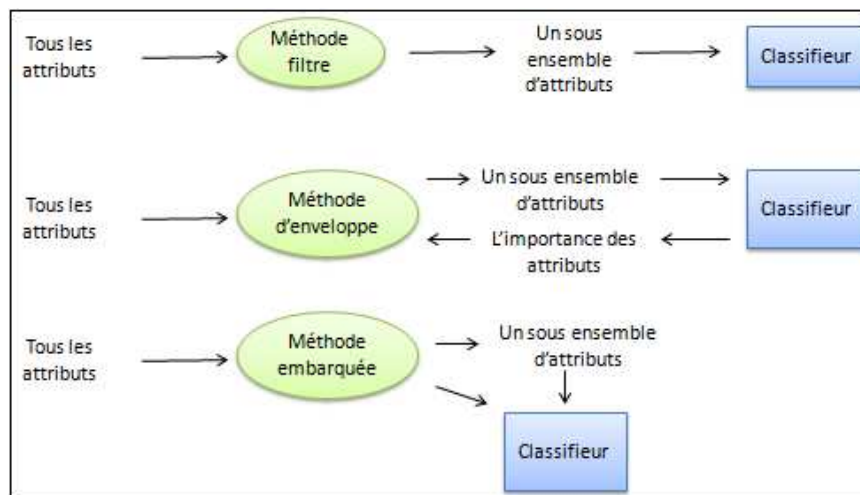 Tous les
attributs
Méthode
filtre
Un sous
ensemble
d'attributs
Classifieur
Tous les
attributs
Méthode
d'enveloppe
Un sous ensemble
d'attributs
L'importance des
attributs
Classifieur
Tous les
attributs
Méthode
embarquée
Un sous ensemble
d'attributs
Classifieur